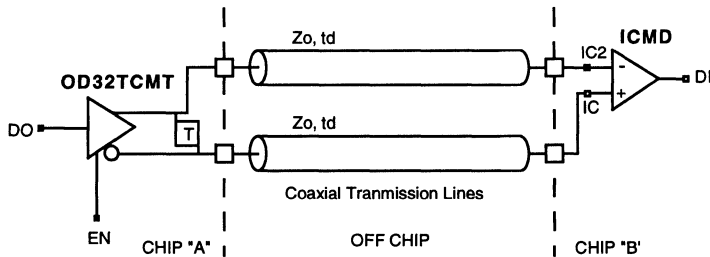 Zo, td
ICMD
IC2
-
OD32TCMT
DI
+
IC
Zo, td
DO
T
Coaxial Tranmission Lines
EN
CHIP "A"
OFF CHIP
CHIP "B'